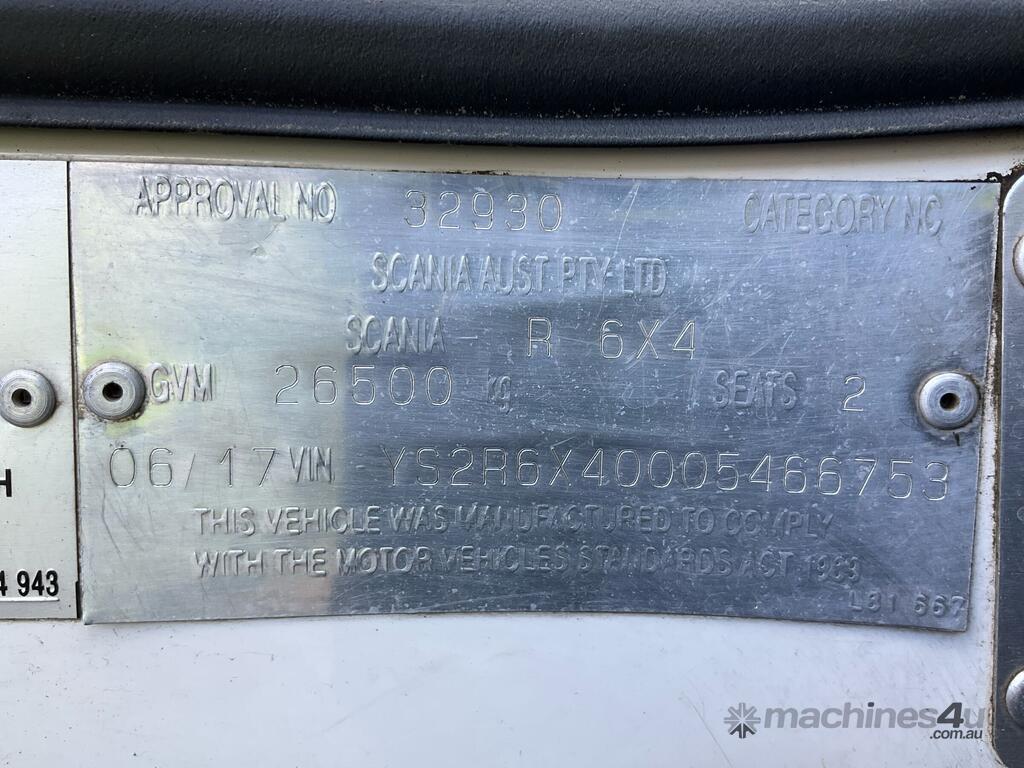 APPROVAL NO 32930 CATEGORY NC
SCANIA AUST. PTY LTD
SCANIA R 6X4
GVM 26500 kg SEATS 2
06/17 VIN YS2R6X40005466753
THIS VEHICLE WAS MANUFACTURED TO COMPLY
WITH THE MOTOR VEHICLES STANDARDS ACT 1989
L31 667
H
4 943
machines4u
.com.au